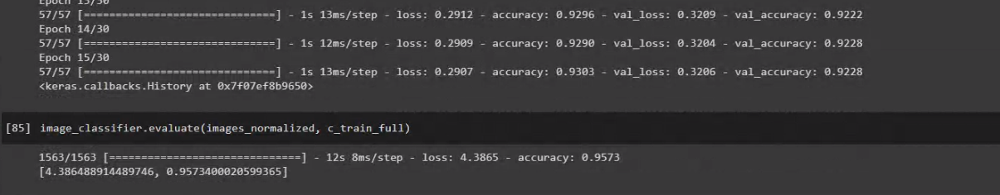 Epoch 13/30
57/57 [==============================] - 1s 13ms/step - loss: 0.2912 - accuracy: 0.9296 - val_loss: 0.3209 - val_accuracy: 0.9222
Epoch 14/30
57/57 [==============================] - 1s 12ms/step - loss: 0.2909 - accuracy: 0.9290 - val_loss: 0.3204 - val_accuracy: 0.9228
Epoch 15/30
57/57 [==============================] - 1s 13ms/step - loss: 0.2907 - accuracy: 0.9303 - val_loss: 0.3206 - val_accuracy: 0.9228
<keras.callbacks.History at 0x7f07ef8b9650>
[85] image_classifier.evaluate(images_normalized, c_train_full)
1563/1563 [==============================] - 12s 8ms/step - loss: 4.3865 - accuracy: 0.9573
[4.386488914489746, 0.9573400020599365]